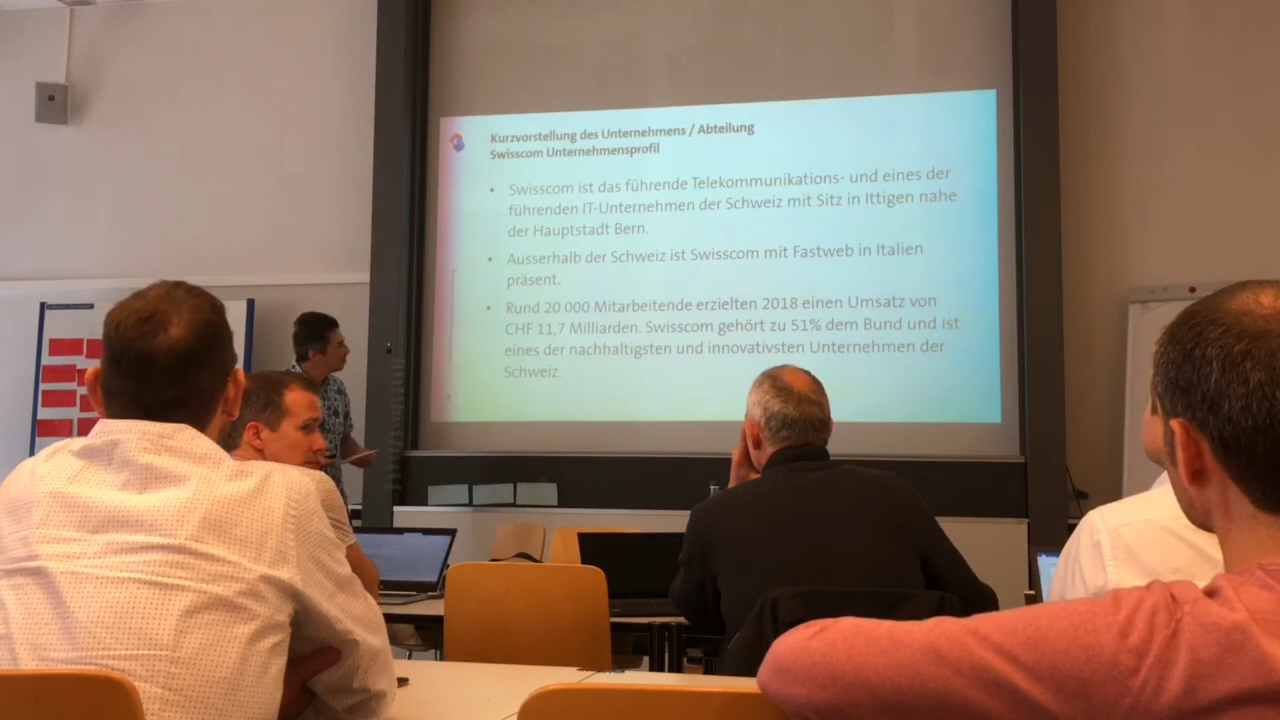 Kurzvorstellung des Unternehmens / Abteilung
Swisscom Unternehmensprofil
• Swisscom ist das führende Telekommunikations- und eines der
führenden IT-Unternehmen der Schweiz mit Sitz in Ittigen nahe
der Hauptstadt Bern.
• Ausserhalb der Schweiz ist Swisscom mit Fastweb in Italien
präsent.
• Rund 20 000 Mitarbeitende erzielten 2018 einen Umsatz von
CHF 11,7 Milliarden. Swisscom gehört zu 51% dem Bund und ist
eines der nachhaltigsten und innovativsten Unternehmen der
Schweiz.